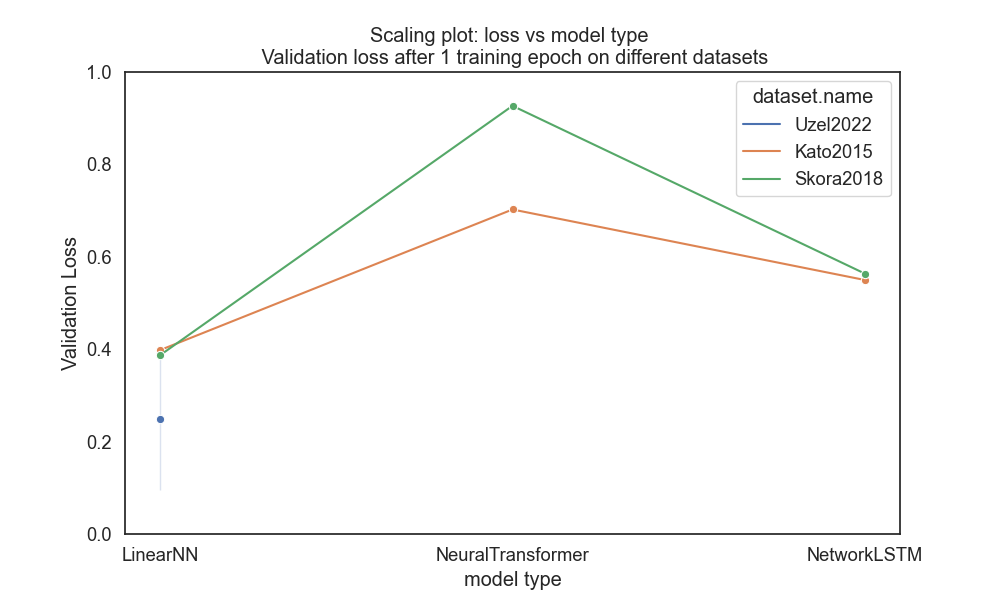 Scaling plot: loss vs model type
Validation loss after 1 training epoch on different datasets
1.0
0.8
0.6
0.4
0.2
0.0
Validation Loss
dataset.name
Uzel2022
Kato2015
Skora2018
LinearNN
NeuralTransformer
NetworkLSTM
model type